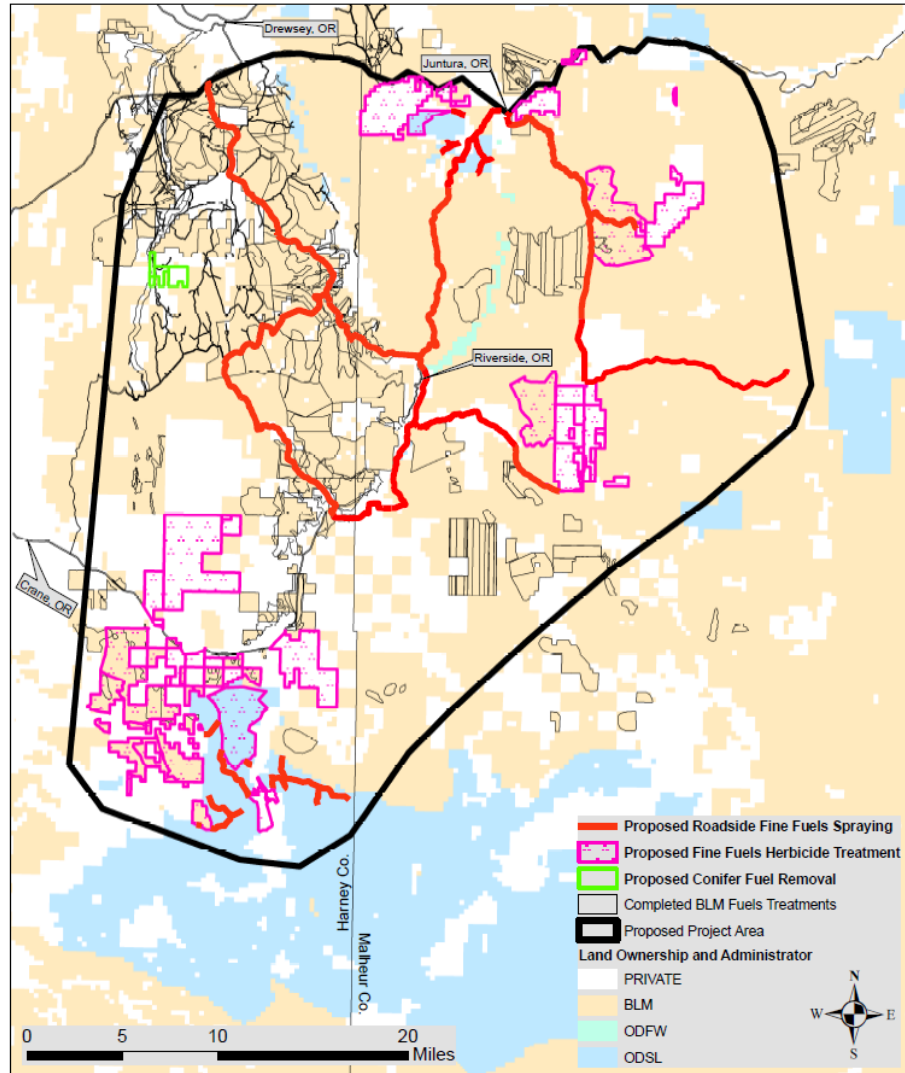 Drewsey, OR
Juntura, OR
Riverside, OR
Crane, OR
Harney Co.
Malheur Co.
Proposed Roadside Fine Fuels Spraying
Proposed Fine Fuels Herbicide Treatment
Proposed Conifer Fuel Removal
Completed BLM Fuels Treatments
Proposed Project Area
Land Ownership and Administrator
PRIVATE
BLM
ODFW
ODSL
N
W E
S
0 5 10 20
Miles